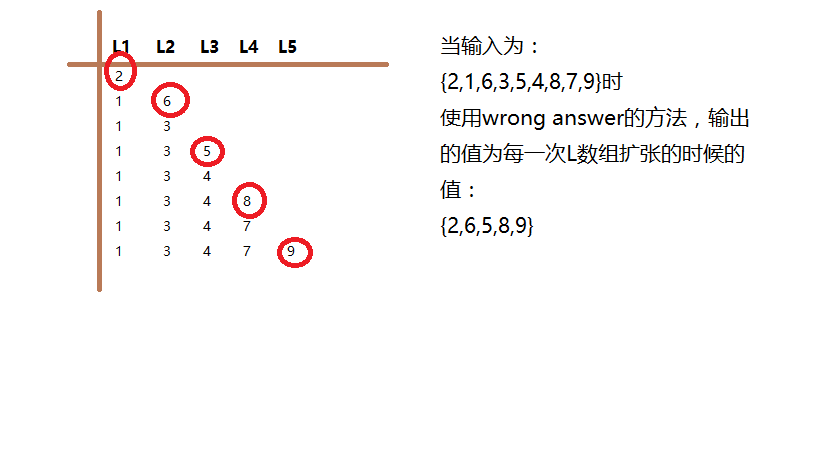 L1 L2 L3 L4 L5
2
1 6
1 3
1 3 5
1 3 4
1 3 4 8
1 3 4 7
1 3 4 7 9
当输入为：
{2,1,6,3,5,4,8,7,9}时
使用wrong answer的方法，输出
的值为每一次L数组扩张的时候的
值：
{2,6,5,8,9}